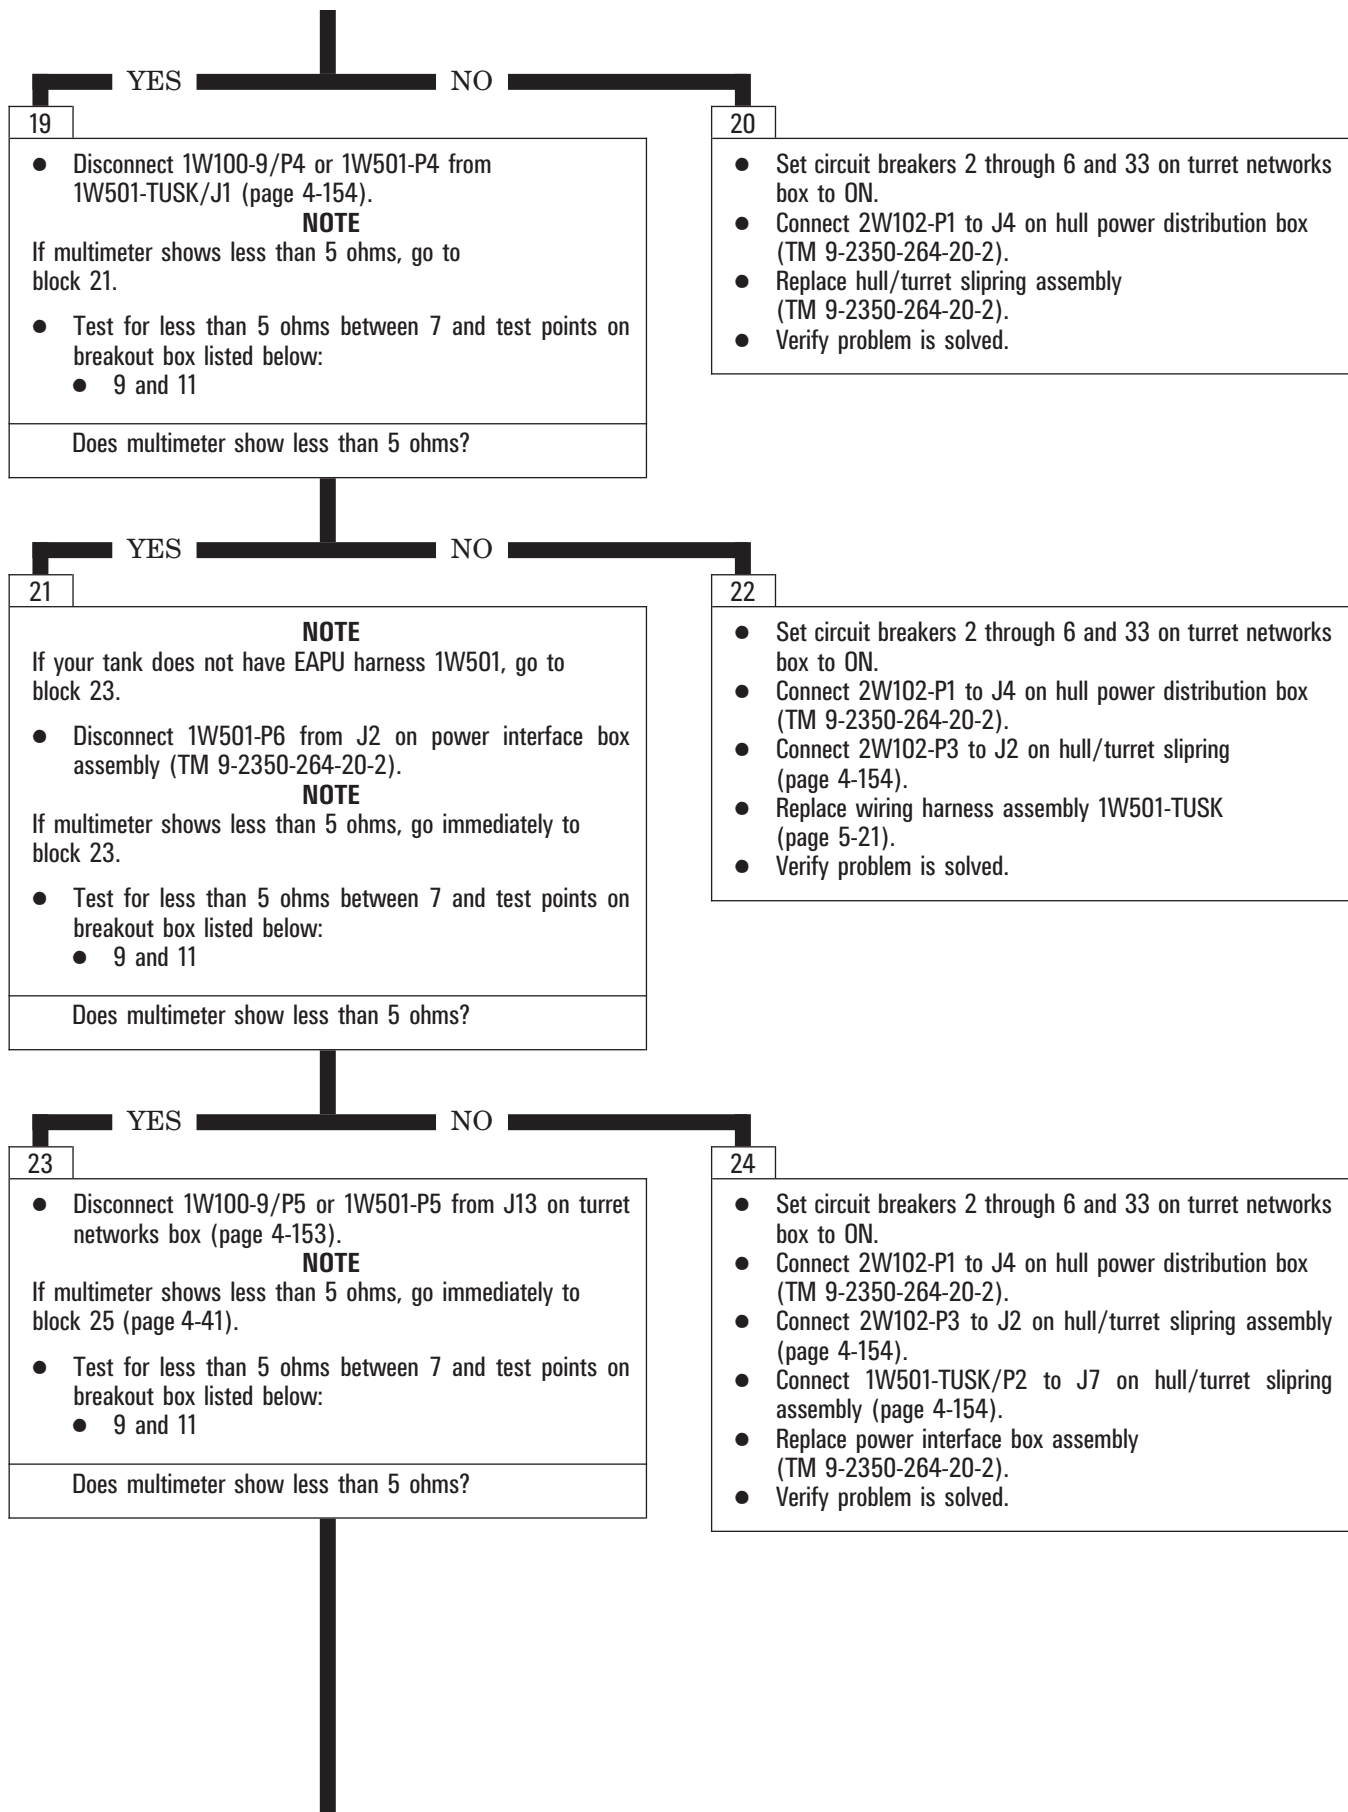 YES NO
19
● Disconnect 1W100-9/P4 or 1W501-P4 from
1W501-TUSK/J1 (page 4-154).
NOTE
If multimeter shows less than 5 ohms, go to
block 21.
● Test for less than 5 ohms between 7 and test points on
breakout box listed below:
● 9 and 11
Does multimeter show less than 5 ohms?
20
● Set circuit breakers 2 through 6 and 33 on turret networks
box to ON.
● Connect 2W102-P1 to J4 on hull power distribution box
(TM 9-2350-264-20-2).
● Replace hull/turret slipring assembly
(TM 9-2350-264-20-2).
● Verify problem is solved.
YES NO
21
NOTE
If your tank does not have EAPU harness 1W501, go to
block 23.
● Disconnect 1W501-P6 from J2 on power interface box
assembly (TM 9-2350-264-20-2).
NOTE
If multimeter shows less than 5 ohms, go immediately to
block 23.
● Test for less than 5 ohms between 7 and test points on
breakout box listed below:
● 9 and 11
Does multimeter show less than 5 ohms?
22
● Set circuit breakers 2 through 6 and 33 on turret networks
box to ON.
● Connect 2W102-P1 to J4 on hull power distribution box
(TM 9-2350-264-20-2).
● Connect 2W102-P3 to J2 on hull/turret slipring
(page 4-154).
● Replace wiring harness assembly 1W501-TUSK
(page 5-21).
● Verify problem is solved.
YES NO
23
● Disconnect 1W100-9/P5 or 1W501-P5 from J13 on turret
networks box (page 4-153).
NOTE
If multimeter shows less than 5 ohms, go immediately to
block 25 (page 4-41).
● Test for less than 5 ohms between 7 and test points on
breakout box listed below:
● 9 and 11
Does multimeter show less than 5 ohms?
24
● Set circuit breakers 2 through 6 and 33 on turret networks
box to ON.
● Connect 2W102-P1 to J4 on hull power distribution box
(TM 9-2350-264-20-2).
● Connect 2W102-P3 to J2 on hull/turret slipring assembly
(page 4-154).
● Connect 1W501-TUSK/P2 to J7 on hull/turret slipring
assembly (page 4-154).
● Replace power interface box assembly
(TM 9-2350-264-20-2).
● Verify problem is solved.